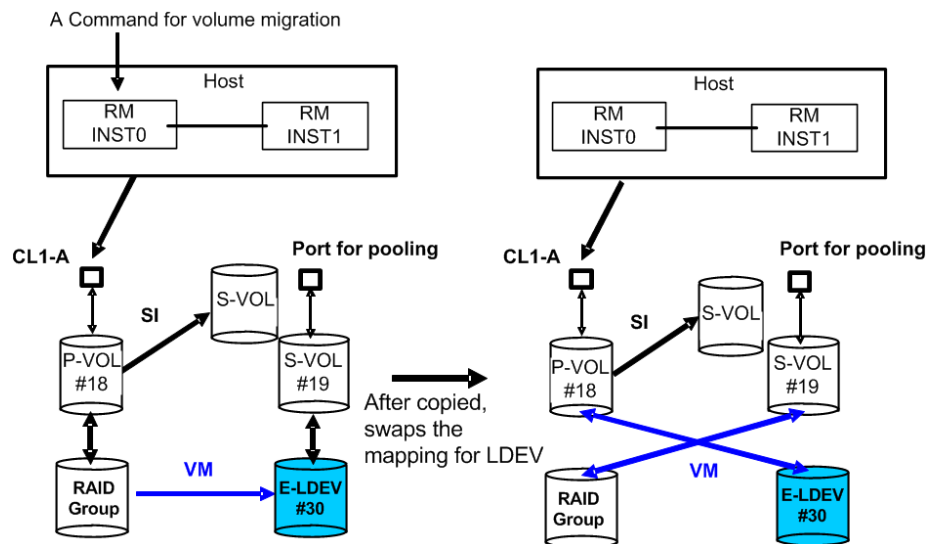 A Command for volume migration
Host
RM
INST0
RM
INST1
CL1-A
Port for pooling
S-VOL
SI
P-VOL
#18
S-VOL
#19
VM
RAID
Group
E-LDEV
#30
After copied,
swaps the
mapping for LDEV
Host
RM
INST0
RM
INST1
CL1-A
Port for pooling
S-VOL
SI
P-VOL
#18
S-VOL
#19
VM
RAID
Group
E-LDEV
#30